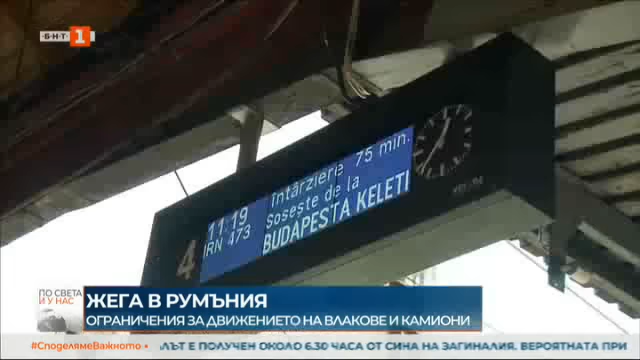 БНТ 1
4
11:19
IRN 473
Întârziere 75 min.
sosește de la
BUDAPESTA KELETI
ПО СВЕТА
И У НАС
ЖЕГА В РУМЪНИЯ
ОГРАНИЧЕНИЯ ЗА ДВИЖЕНИЕТО НА ВЛАКОВЕ И КАМИОНИ
#СподелямеВажното
ЛЪТ Е ПОЛУЧЕН ОКОЛО 6.30 ЧАСА ОТ СИНА НА ЗАГИНАЛИЯ. ВЕРОЯТНАТА ПРИ